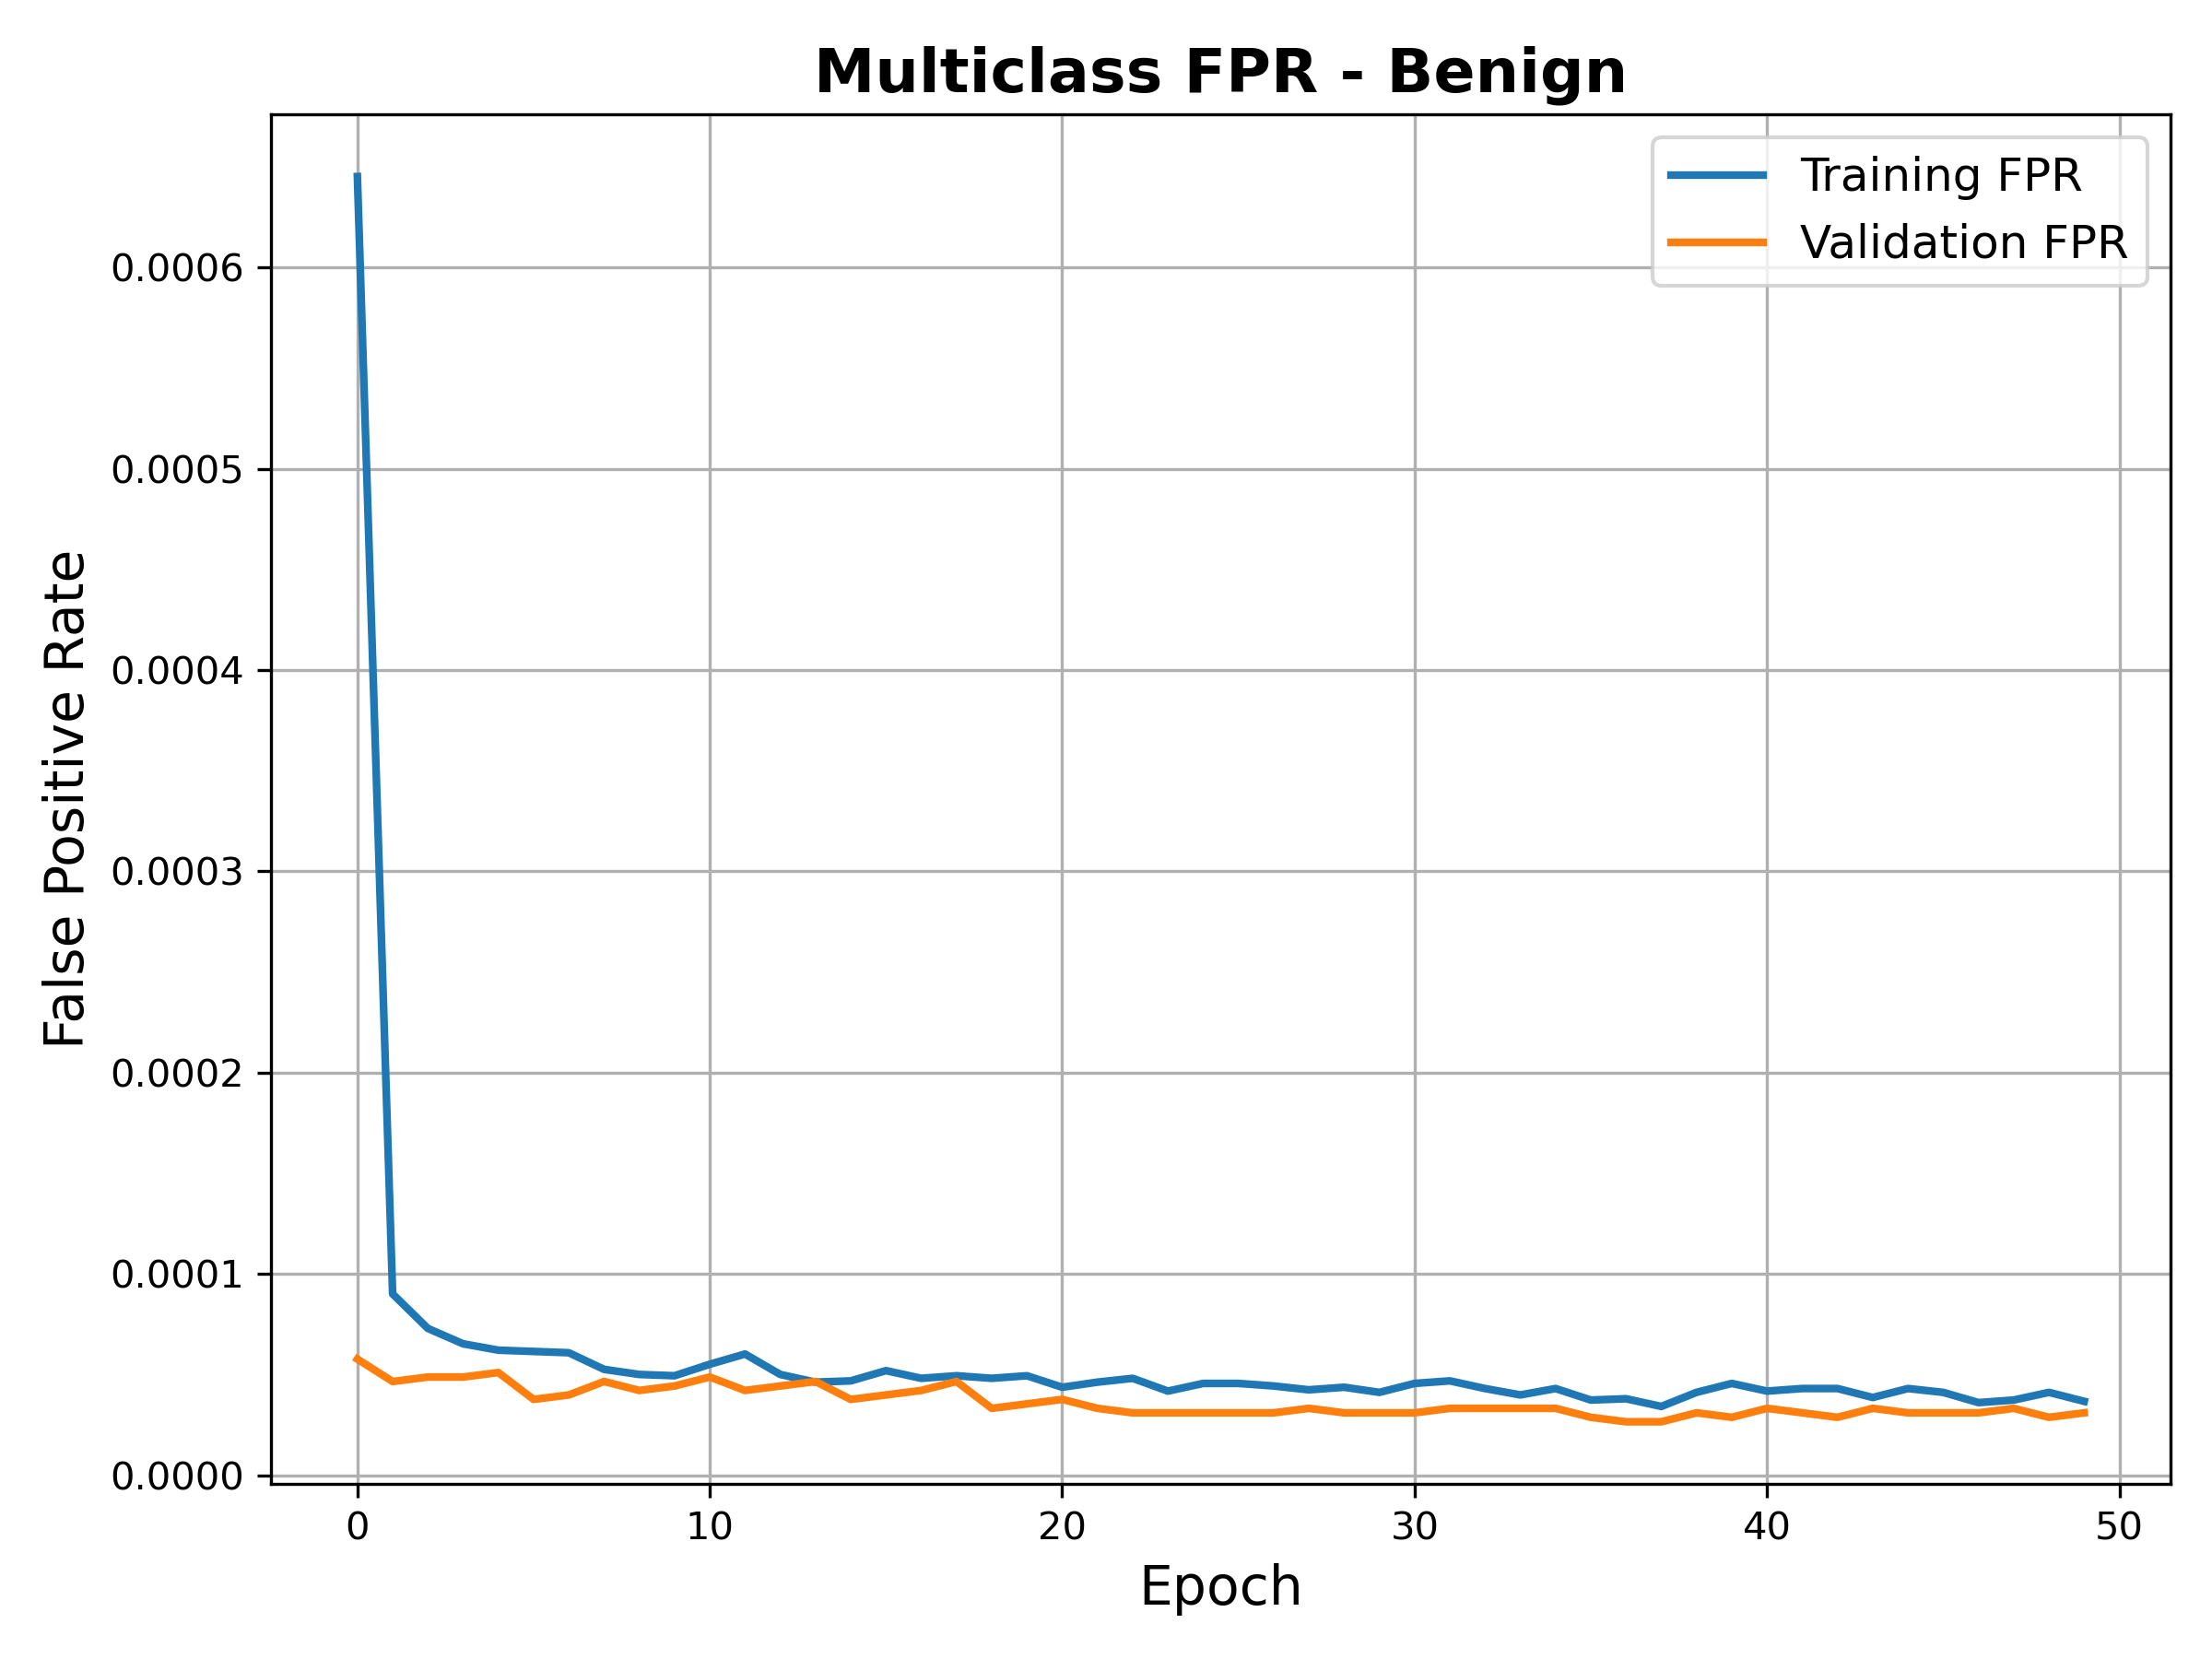 Multiclass FPR - Benign
Training FPR
Validation FPR
False Positive Rate
0.0006
0.0005
0.0004
0.0003
0.0002
0.0001
0.0000
0 10 20 30 40 50
Epoch